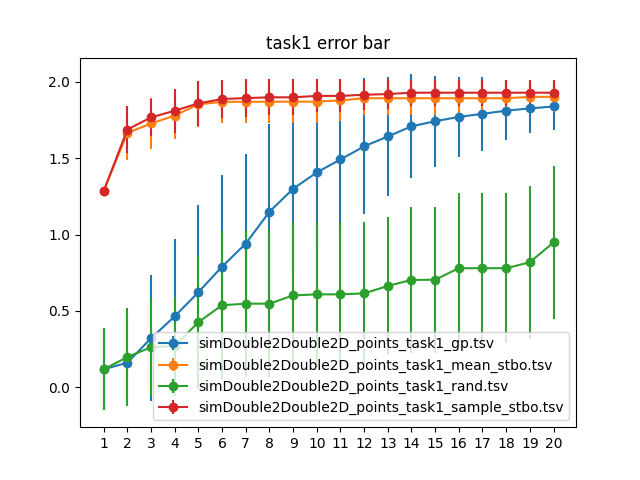 task1 error bar
2.0
1.5
1.0
0.5
0.0
simDouble2Double2D_points_task1_gp.tsv
simDouble2Double2D_points_task1_mean_stbo.tsv
simDouble2Double2D_points_task1_rand.tsv
simDouble2Double2D_points_task1_sample_stbo.tsv
1 2 3 4 5 6 7 8 9 10 11 12 13 14 15 16 17 18 19 20